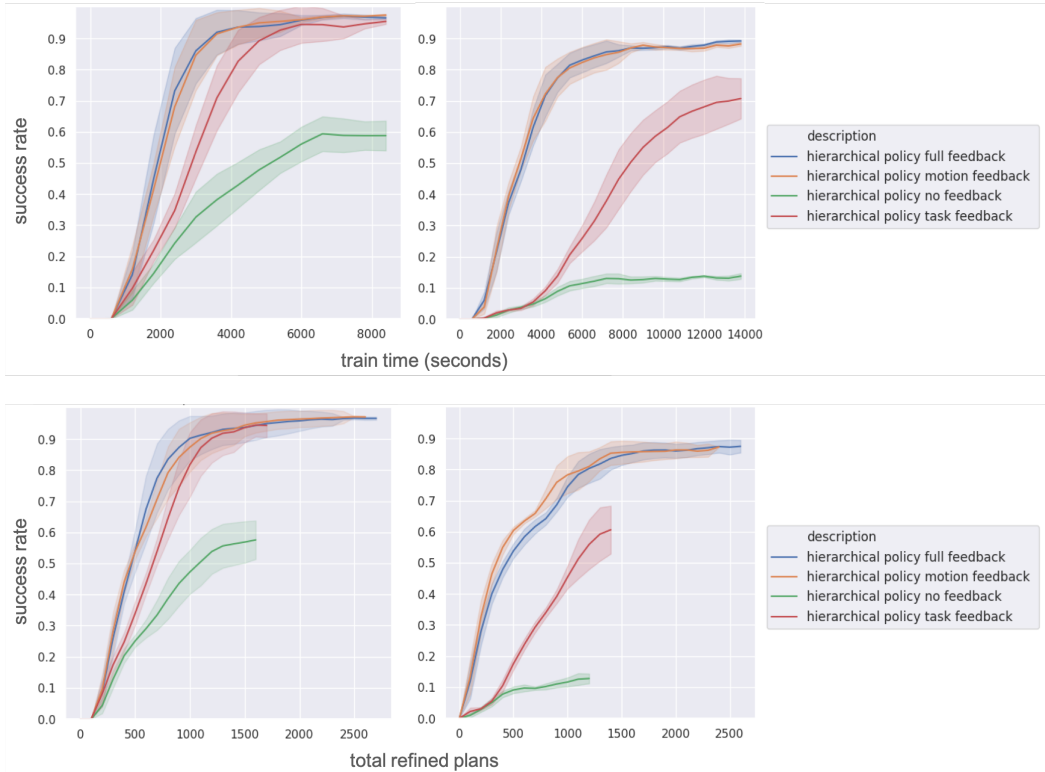 success rate
0.9
0.8
0.7
0.6
0.5
0.4
0.3
0.2
0.1
0.0
0 2000 4000 6000 8000
0.9
0.8
0.7
0.6
0.5
0.4
0.3
0.2
0.1
0.0
0 2000 4000 6000 8000 10000 12000 14000
train time (seconds)
description
hierarchical policy full feedback
hierarchical policy motion feedback
hierarchical policy no feedback
hierarchical policy task feedback
success rate
0.9
0.8
0.7
0.6
0.5
0.4
0.3
0.2
0.1
0.0
0 500 1000 1500 2000 2500
0.9
0.8
0.7
0.6
0.5
0.4
0.3
0.2
0.1
0.0
0 500 1000 1500 2000 2500
total refined plans
description
hierarchical policy full feedback
hierarchical policy motion feedback
hierarchical policy no feedback
hierarchical policy task feedback